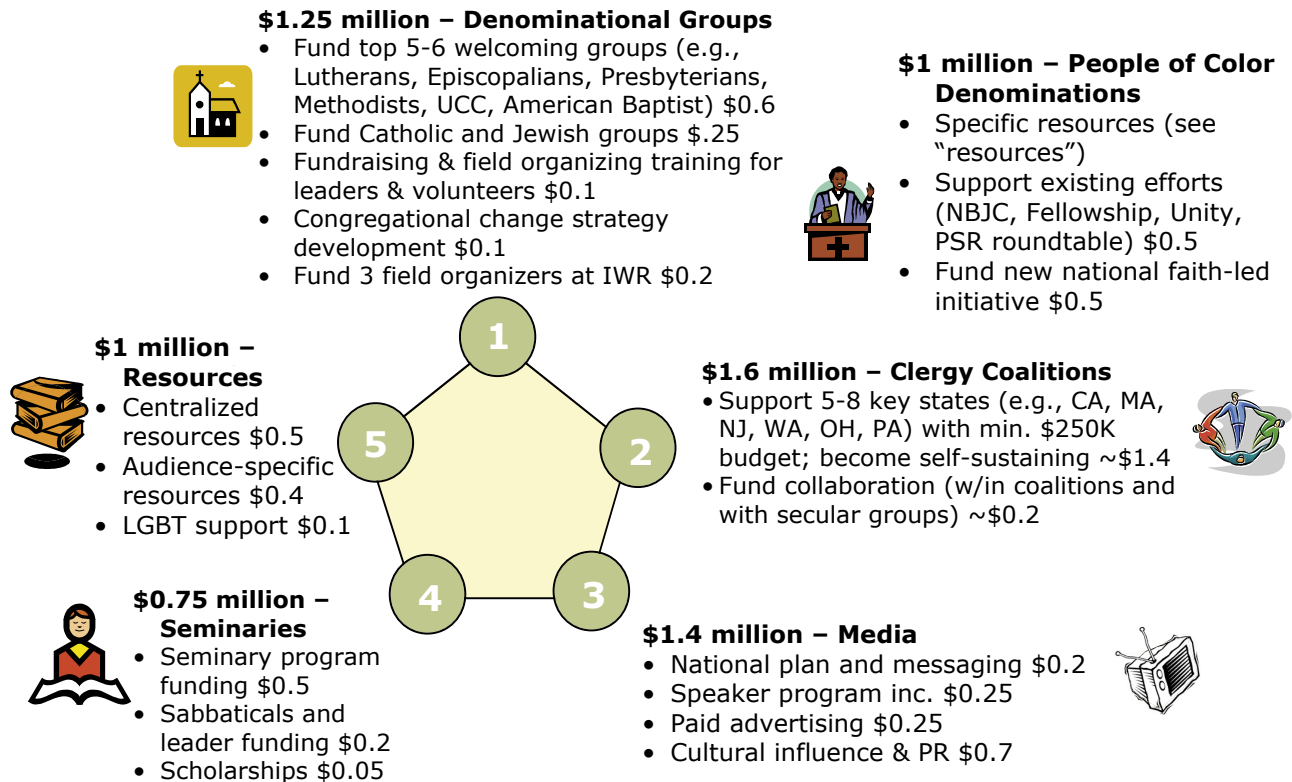 $1.25 million – Denominational Groups
• Fund top 5-6 welcoming groups (e.g.,
Lutherans, Episcopalians, Presbyterians,
Methodists, UCC, American Baptist) $0.6
• Fund Catholic and Jewish groups $.25
• Fundraising & field organizing training for
leaders & volunteers $0.1
• Congregational change strategy
development $0.1
• Fund 3 field organizers at IWR $0.2
$1 million – People of Color
Denominations
• Specific resources (see
“resources”)
• Support existing efforts
(NBJC, Fellowship, Unity,
PSR roundtable) $0.5
• Fund new national faith-led
initiative $0.5
1
2
3
4
5
$1 million –
Resources
• Centralized
resources $0.5
• Audience-specific
resources $0.4
• LGBT support $0.1
$1.6 million – Clergy Coalitions
• Support 5-8 key states (e.g., CA, MA,
NJ, WA, OH, PA) with min. $250K
budget; become self-sustaining ~$1.4
• Fund collaboration (w/in coalitions and
with secular groups) ~$0.2
$0.75 million –
Seminaries
• Seminary program
funding $0.5
• Sabbaticals and
leader funding $0.2
• Scholarships $0.05
$1.4 million – Media
• National plan and messaging $0.2
• Speaker program inc. $0.25
• Paid advertising $0.25
• Cultural influence & PR $0.7